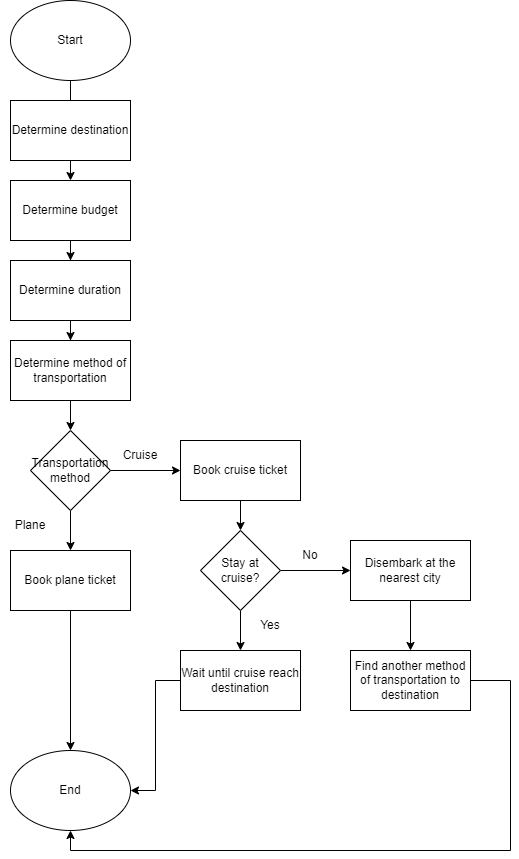 Start
Determine destination
Determine budget
Determine duration
Determine method of
transportation
Transportation
method
Cruise
Book cruise ticket
Plane
Book plane ticket
Stay at
cruise?
No
Disembark at the
nearest city
Yes
Wait until cruise reach
destination
Find another method
of transportation to
destination
End